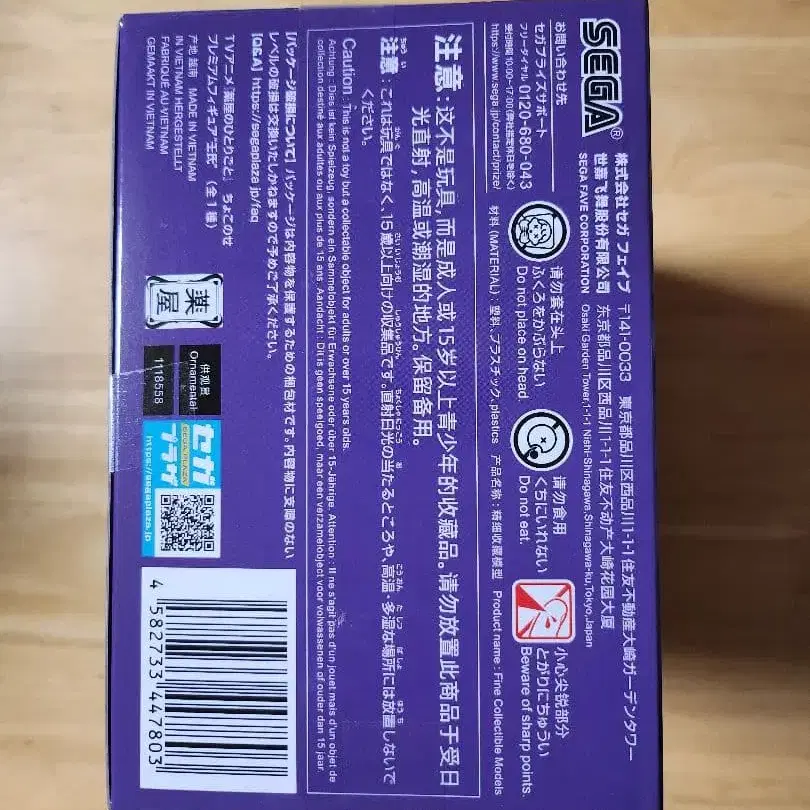 SEGA®
株式会社セガ フェイブ 〒141-0033 東京都品川区西品川1-1-1 住友不動産大崎ガーデンタワー
世嘉飞舞股份有限公司 东京都品川区西品川1-1-1 住友不动产大崎花园大厦
SEGA FAVE CORPORATION Osaki Garden Tower 1-1-1 Nishi-Shinagawa, Shinagawa-ku, Tokyo, Japan
お問い合わせ先
セガプライズサポート
フリーダイヤル 0120-680-043
受付時間 10:00~17:00(弊社指定休日を除く)
https://www.sega.jp/contact/prize/
请勿套在头上
ふくろをかぶらない
Do not place on head
请勿食用
くちにいれない
Do not eat.
小心尖锐部分
とがりにちゅうい
Beware of sharp points.
材料 (MATERIAL) : 塑料, プラスチック, plastics 产品名称 : 精细收藏模型 Product name : Fine Collectible Models
注意 : 这不是玩具, 而是成人或15岁以上青少年的收藏品。请勿放置此商品于受日
光直射, 高温或潮湿的地方。保留备用。
注意 : これは玩具ではなく、15歳以上向けの収集品です。直射日光の当たるところや、高温・多湿な場所には放置しないで
ください。
Caution : This is not a toy but a collectable object for adults or over 15 years olds.
Achtung : Dies ist kein Spielzeug, sondern ein Sammelobjekt für Erwachsene oder über 15-Jährige. Attention : Il ne s'agit pas d'un jouet mais d'un objet de
collection destiné aux adultes ou aux plus de 15 ans. Aandacht : Dit is geen speelgoed, maar een verzamelobject voor volwassenen of ouder dan 15 jaar.
【パッケージ破損について】パッケージは内容物を保護するための梱包材です。内容物に支障のない
レベルの破損は交換いたしかねますので予めご了承ください。
【Q&A】https://segaplaza.jp/faq
TVアニメ「薬屋のひとりごと」 ちょこのせ
プレミアムフィギュア“壬氏” (全1種)
产地 越南 MADE IN VIETNAM
IN VIETNAM HERGESTELLT
FABRIQUÉ AU VIETNAM
GEMAAKT IN VIETNAM
薬屋
供观赏
Ornamental
1118558
セガ
SEGA PLAZA
プラザ
https://segaplaza.jp
4 582733 447803